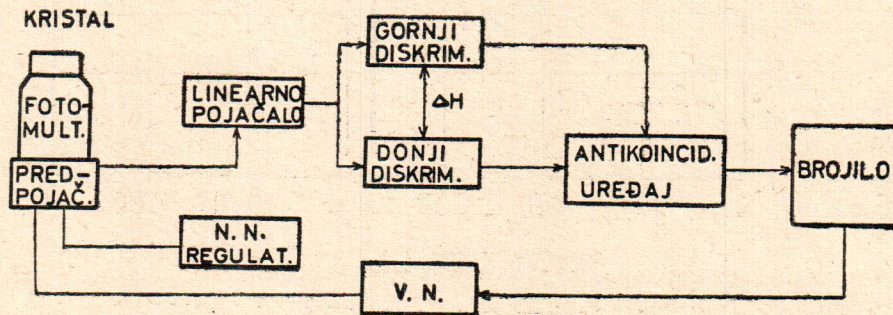 KRISTAL
FOTO-
MULT.
PRED-
POJAČ.
LINEARNO
POJAČALO
GORNJI
DISKRIM.
ΔH
DONJI
DISKRIM.
ANTIKOINCID.
UREĐAJ
BROJILO
N. N.
REGULAT.
V. N.